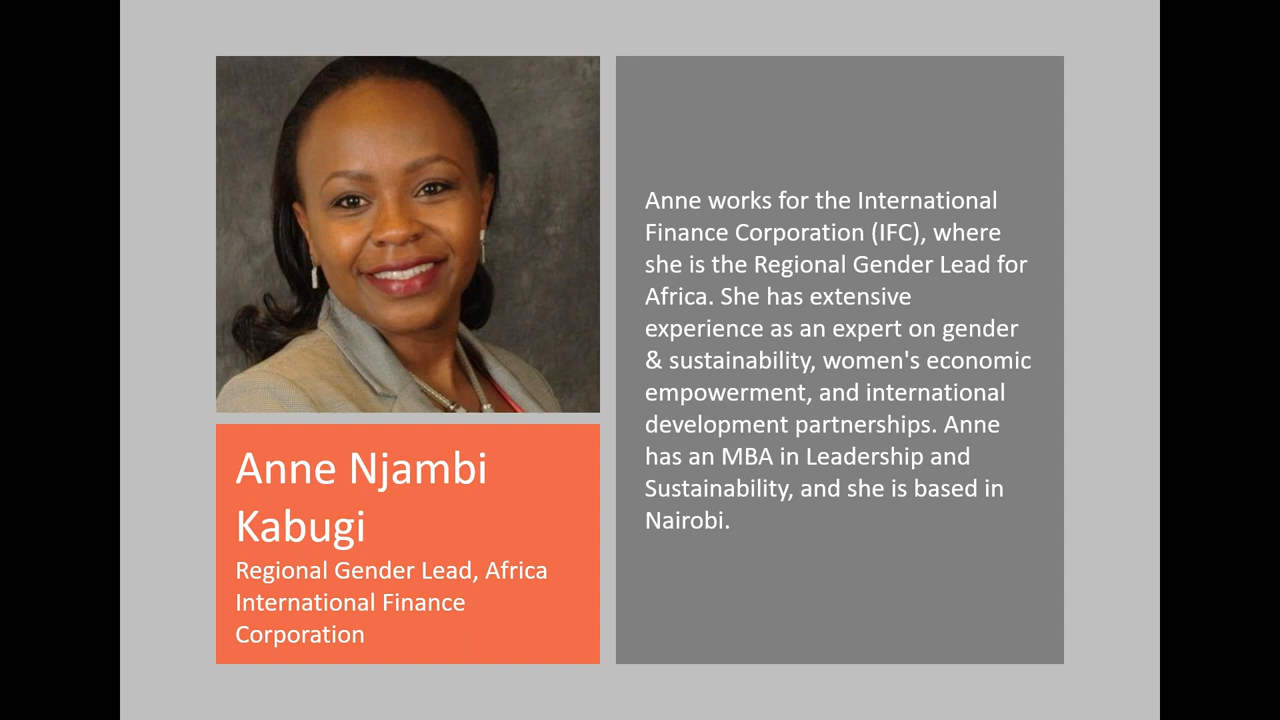 Anne Njambi
Kabugi
Regional Gender Lead, Africa
International Finance
Corporation
Anne works for the International
Finance Corporation (IFC), where
she is the Regional Gender Lead for
Africa. She has extensive
experience as an expert on gender
& sustainability, women's economic
empowerment, and international
development partnerships. Anne
has an MBA in Leadership and
Sustainability, and she is based in
Nairobi.